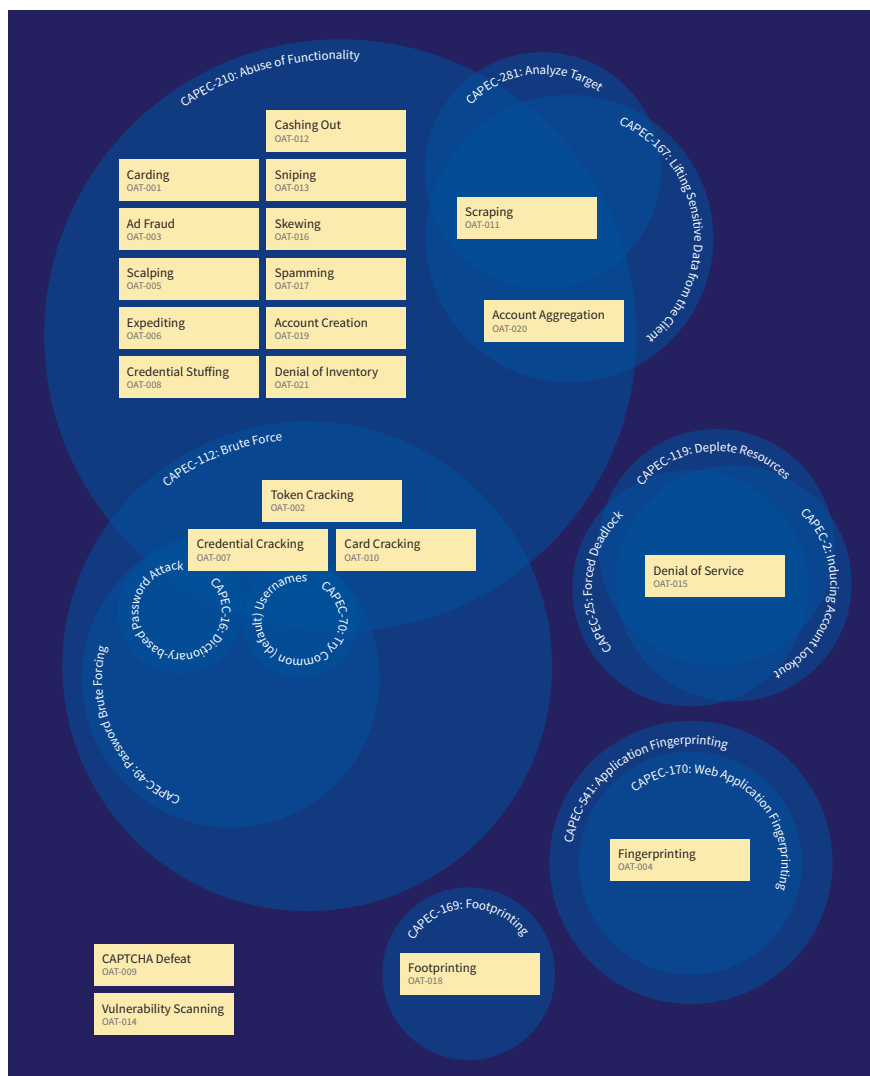 CAPEC-210: Abuse of Functionality
Cashing Out
OAT-012
Carding
OAT-001
Sniping
OAT-013
Ad Fraud
OAT-003
Skewing
OAT-016
Scalping
OAT-005
Spamming
OAT-017
Expediting
OAT-006
Account Creation
OAT-019
Credential Stuffing
OAT-008
Denial of Inventory
OAT-021
CAPEC-281: Analyze Target
CAPEC-167: Lifting Sensitive Data from the Client
Scraping
OAT-011
Account Aggregation
OAT-020
CAPEC-112: Brute Force
Token Cracking
OAT-002
Credential Cracking
OAT-007
Card Cracking
OAT-010
CAPEC-16: Dictionary-based Password Attack
CAPEC-70: Try Common (default) Usernames
CAPEC-49: Password Brute Forcing
CAPEC-119: Deplete Resources
CAPEC-25: Forced Deadlock
CAPEC-2: Inducing Account Lockout
Denial of Service
OAT-015
CAPEC-541: Application Fingerprinting
CAPEC-170: Web Application Fingerprinting
Fingerprinting
OAT-004
CAPEC-169: Footprinting
Footprinting
OAT-018
CAPTCHA Defeat
OAT-009
Vulnerability Scanning
OAT-014